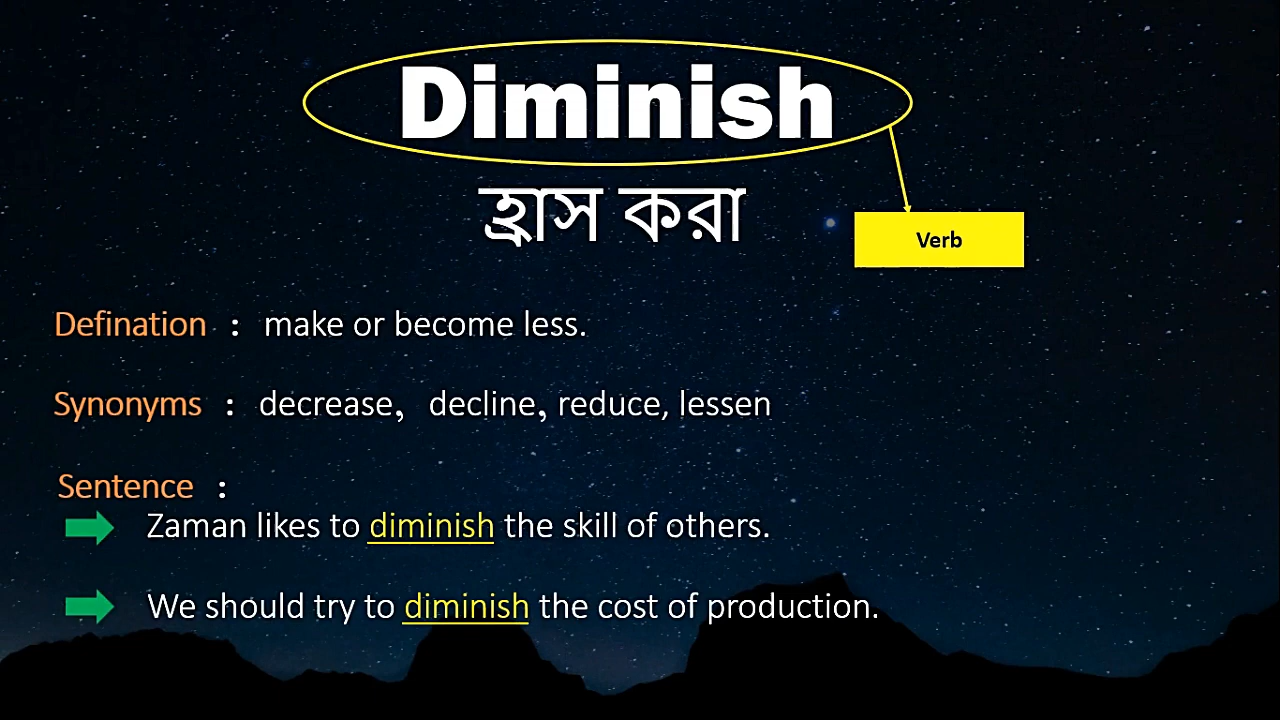 Diminish
হ্রাস করা
Verb
Defination : make or become less.
Synonyms : decrease, decline, reduce, lessen
Sentence :
Zaman likes to diminish the skill of others.
We should try to diminish the cost of production.